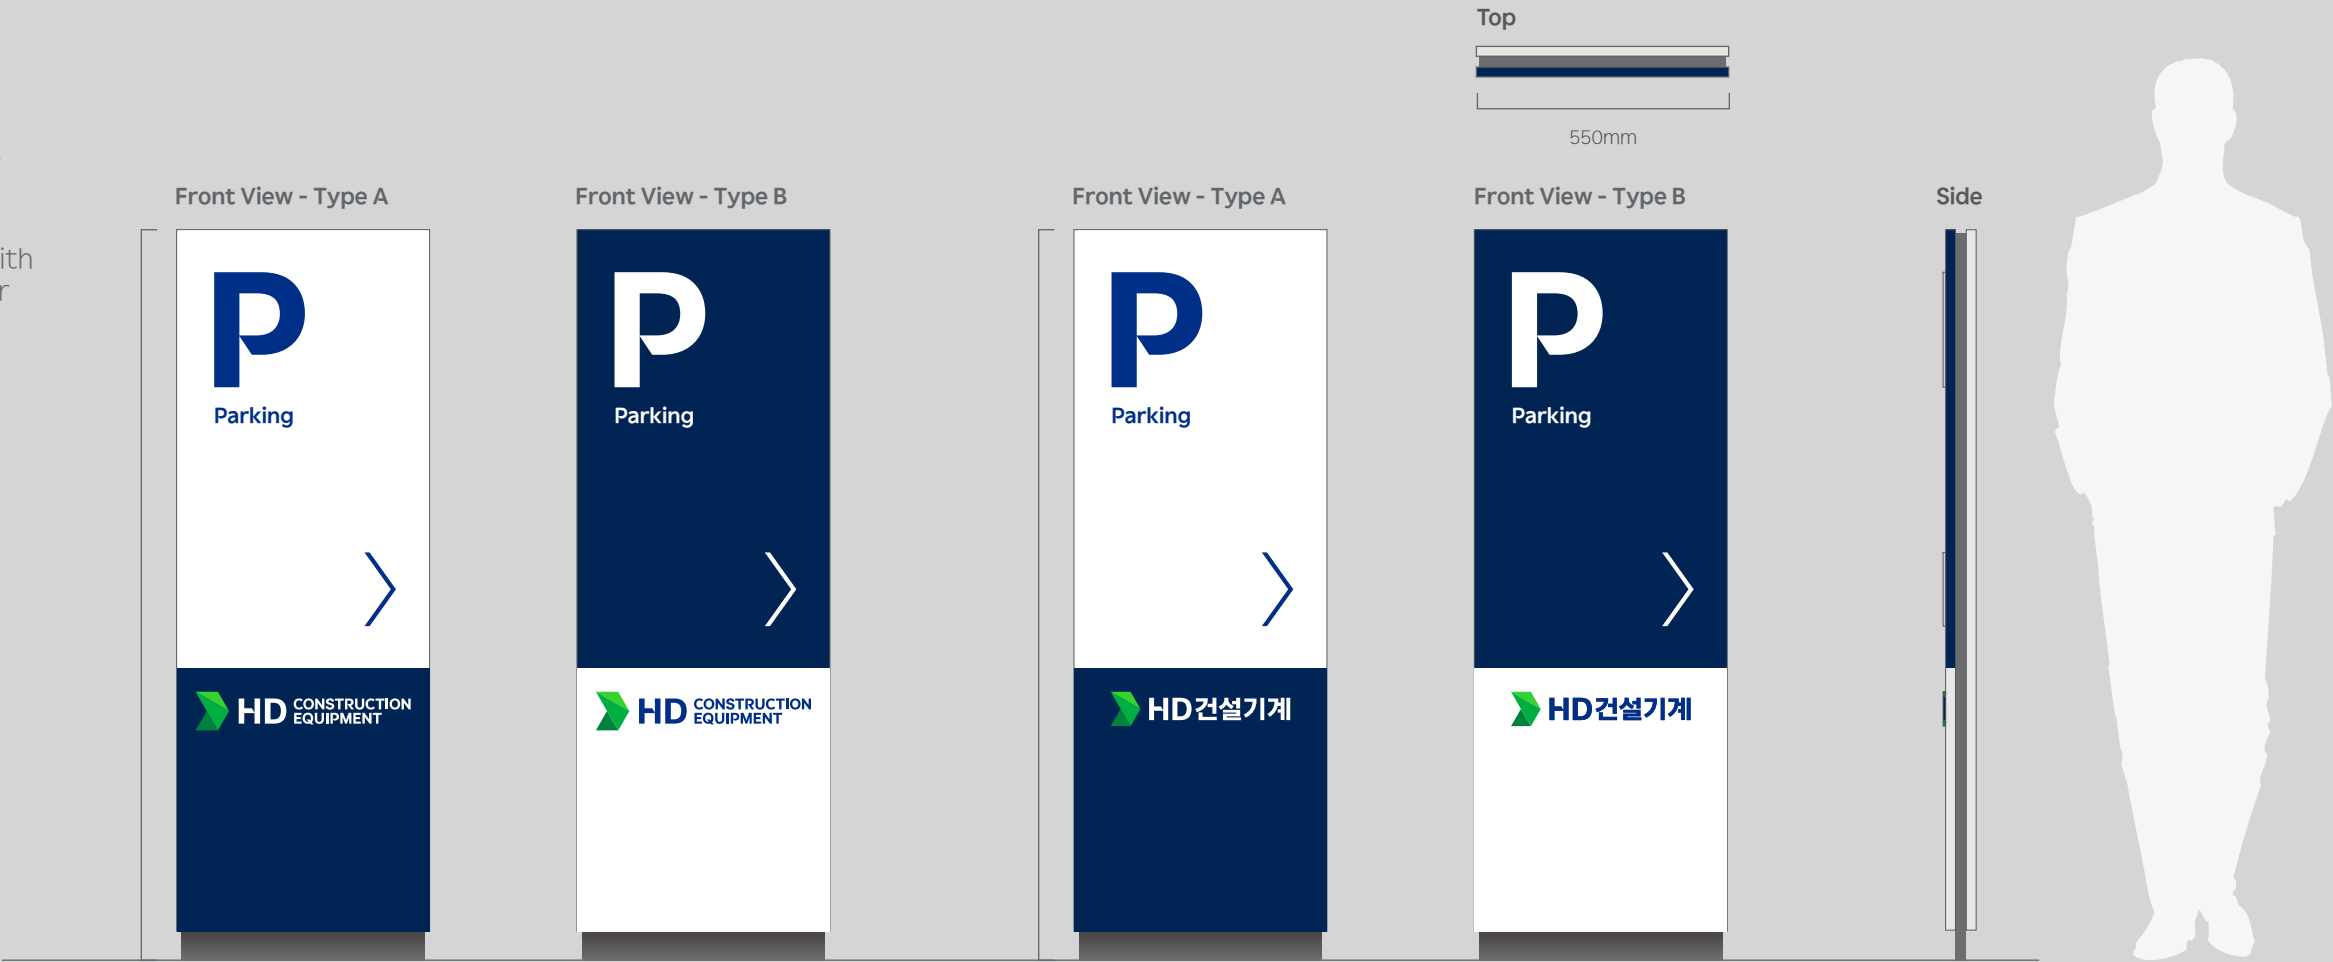 Top
550mm
Front View - Type A
Front View - Type B
Front View - Type A
Front View - Type B
Side
ith
r
P
Parking
HD CONSTRUCTION
EQUIPMENT
P
Parking
HD CONSTRUCTION
EQUIPMENT
P
Parking
HD건설기계
P
Parking
HD건설기계